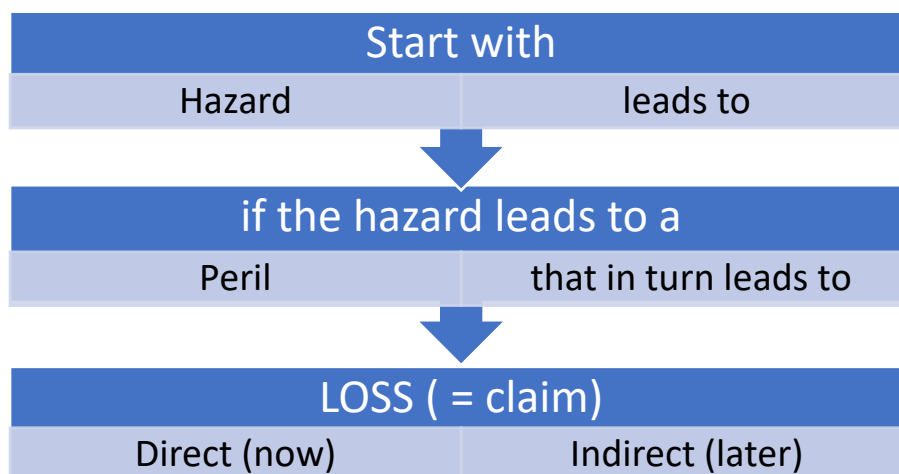 Start with
Hazard leads to
if the hazard leads to a
Peril that in turn leads to
LOSS ( = claim)
Direct (now) Indirect (later)